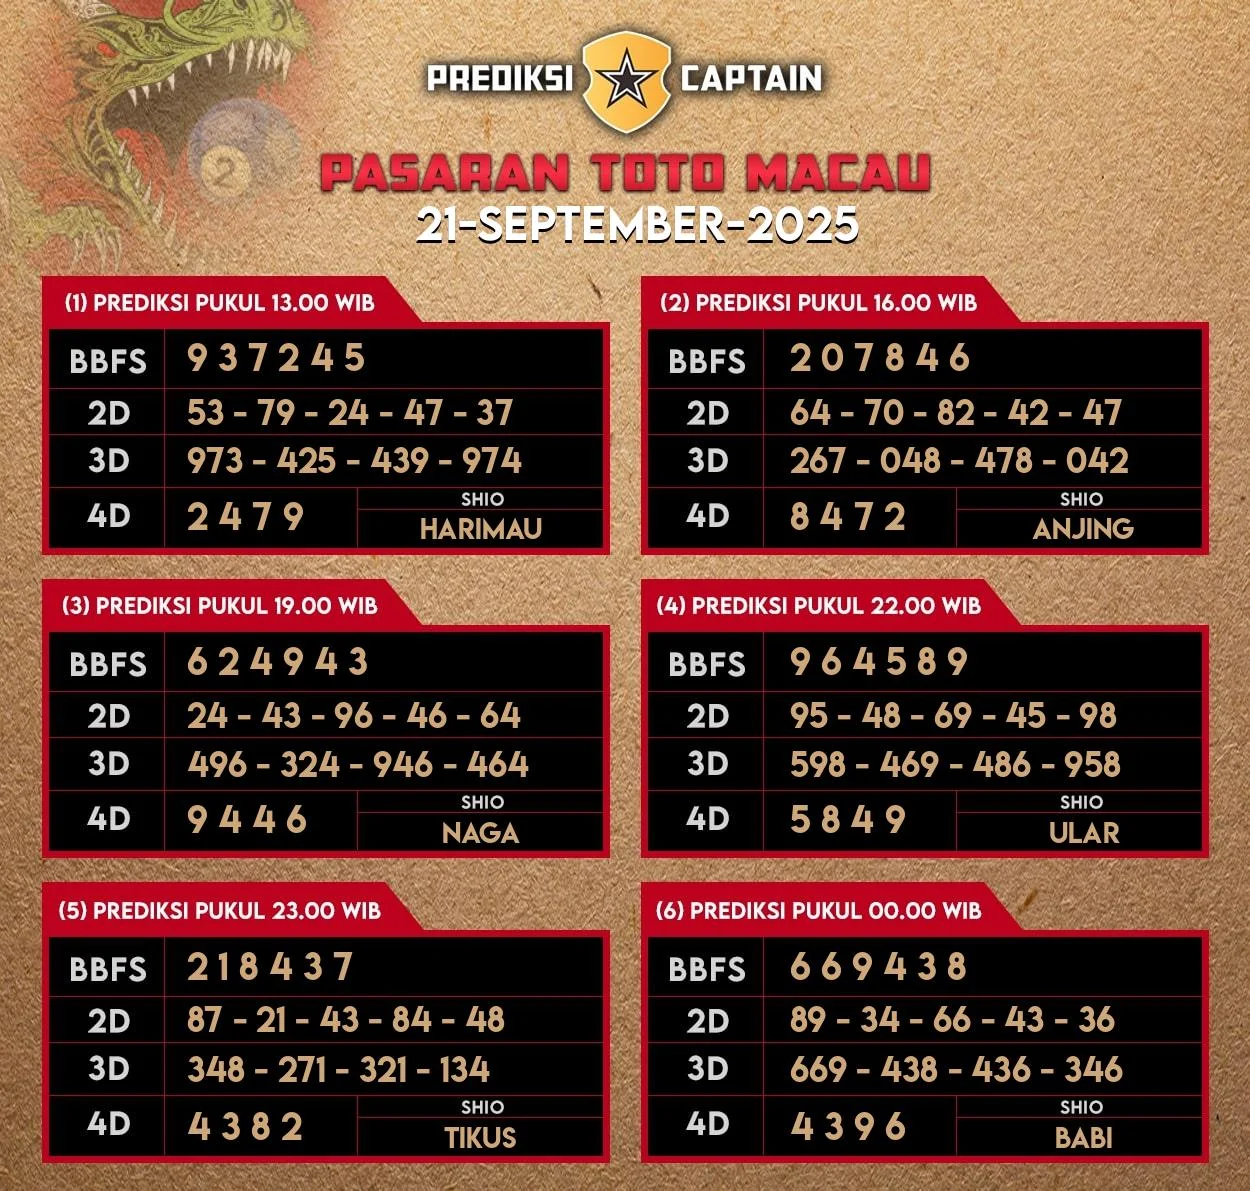 PREDIKSI CAPTAIN
2
PASARAN TOTO MACAU
21-SEPTEMBER-2025
(1) PREDIKSI PUKUL 13.00 WIB
BBFS 9 3 7 2 4 5
2D 53 - 79 - 24 - 47 - 37
3D 973 - 425 - 439 - 974
4D 2 4 7 9
SHIO
HARIMAU
(2) PREDIKSI PUKUL 16.00 WIB
BBFS 2 0 7 8 4 6
2D 64 - 70 - 82 - 42 - 47
3D 267 - 048 - 478 - 042
4D 8 4 7 2
SHIO
ANJING
(3) PREDIKSI PUKUL 19.00 WIB
BBFS 6 2 4 9 4 3
2D 24 - 43 - 96 - 46 - 64
3D 496 - 324 - 946 - 464
4D 9 4 4 6
SHIO
NAGA
(4) PREDIKSI PUKUL 22.00 WIB
BBFS 9 6 4 5 8 9
2D 95 - 48 - 69 - 45 - 98
3D 598 - 469 - 486 - 958
4D 5 8 4 9
SHIO
ULAR
(5) PREDIKSI PUKUL 23.00 WIB
BBFS 2 1 8 4 3 7
2D 87 - 21 - 43 - 84 - 48
3D 348 - 271 - 321 - 134
4D 4 3 8 2
SHIO
TIKUS
(6) PREDIKSI PUKUL 00.00 WIB
BBFS 6 6 9 4 3 8
2D 89 - 34 - 66 - 43 - 36
3D 669 - 438 - 436 - 346
4D 4 3 9 6
SHIO
BABI